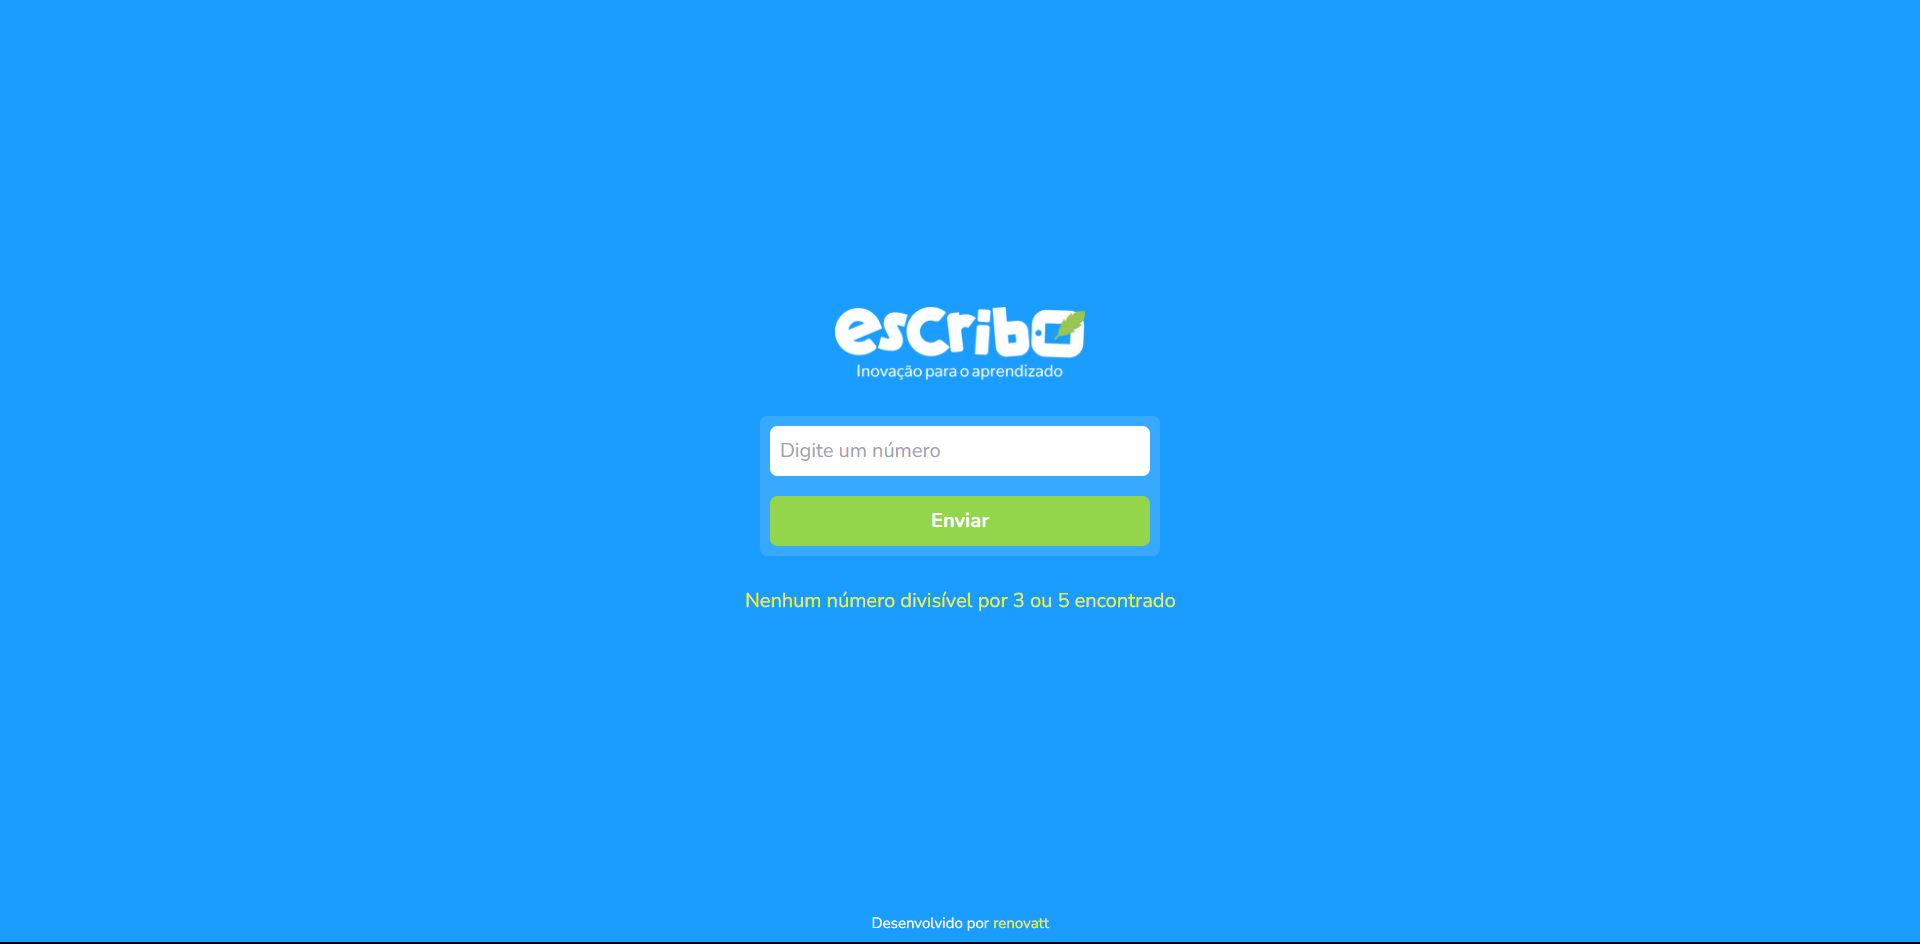 esCribo
Inovação para o aprendizado
Digite um número
Enviar
Nenhum número divisível por 3 ou 5 encontrado
Desenvolvido por renovatt